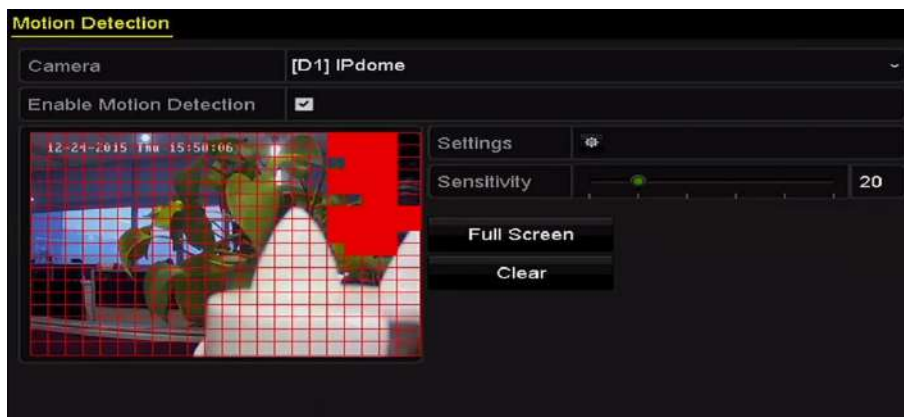 Motion Detection
Camera [D1] IPdome
Enable Motion Detection
12-24-2015 Thu 15:50:06
Settings
Sensitivity 20
Full Screen
Clear